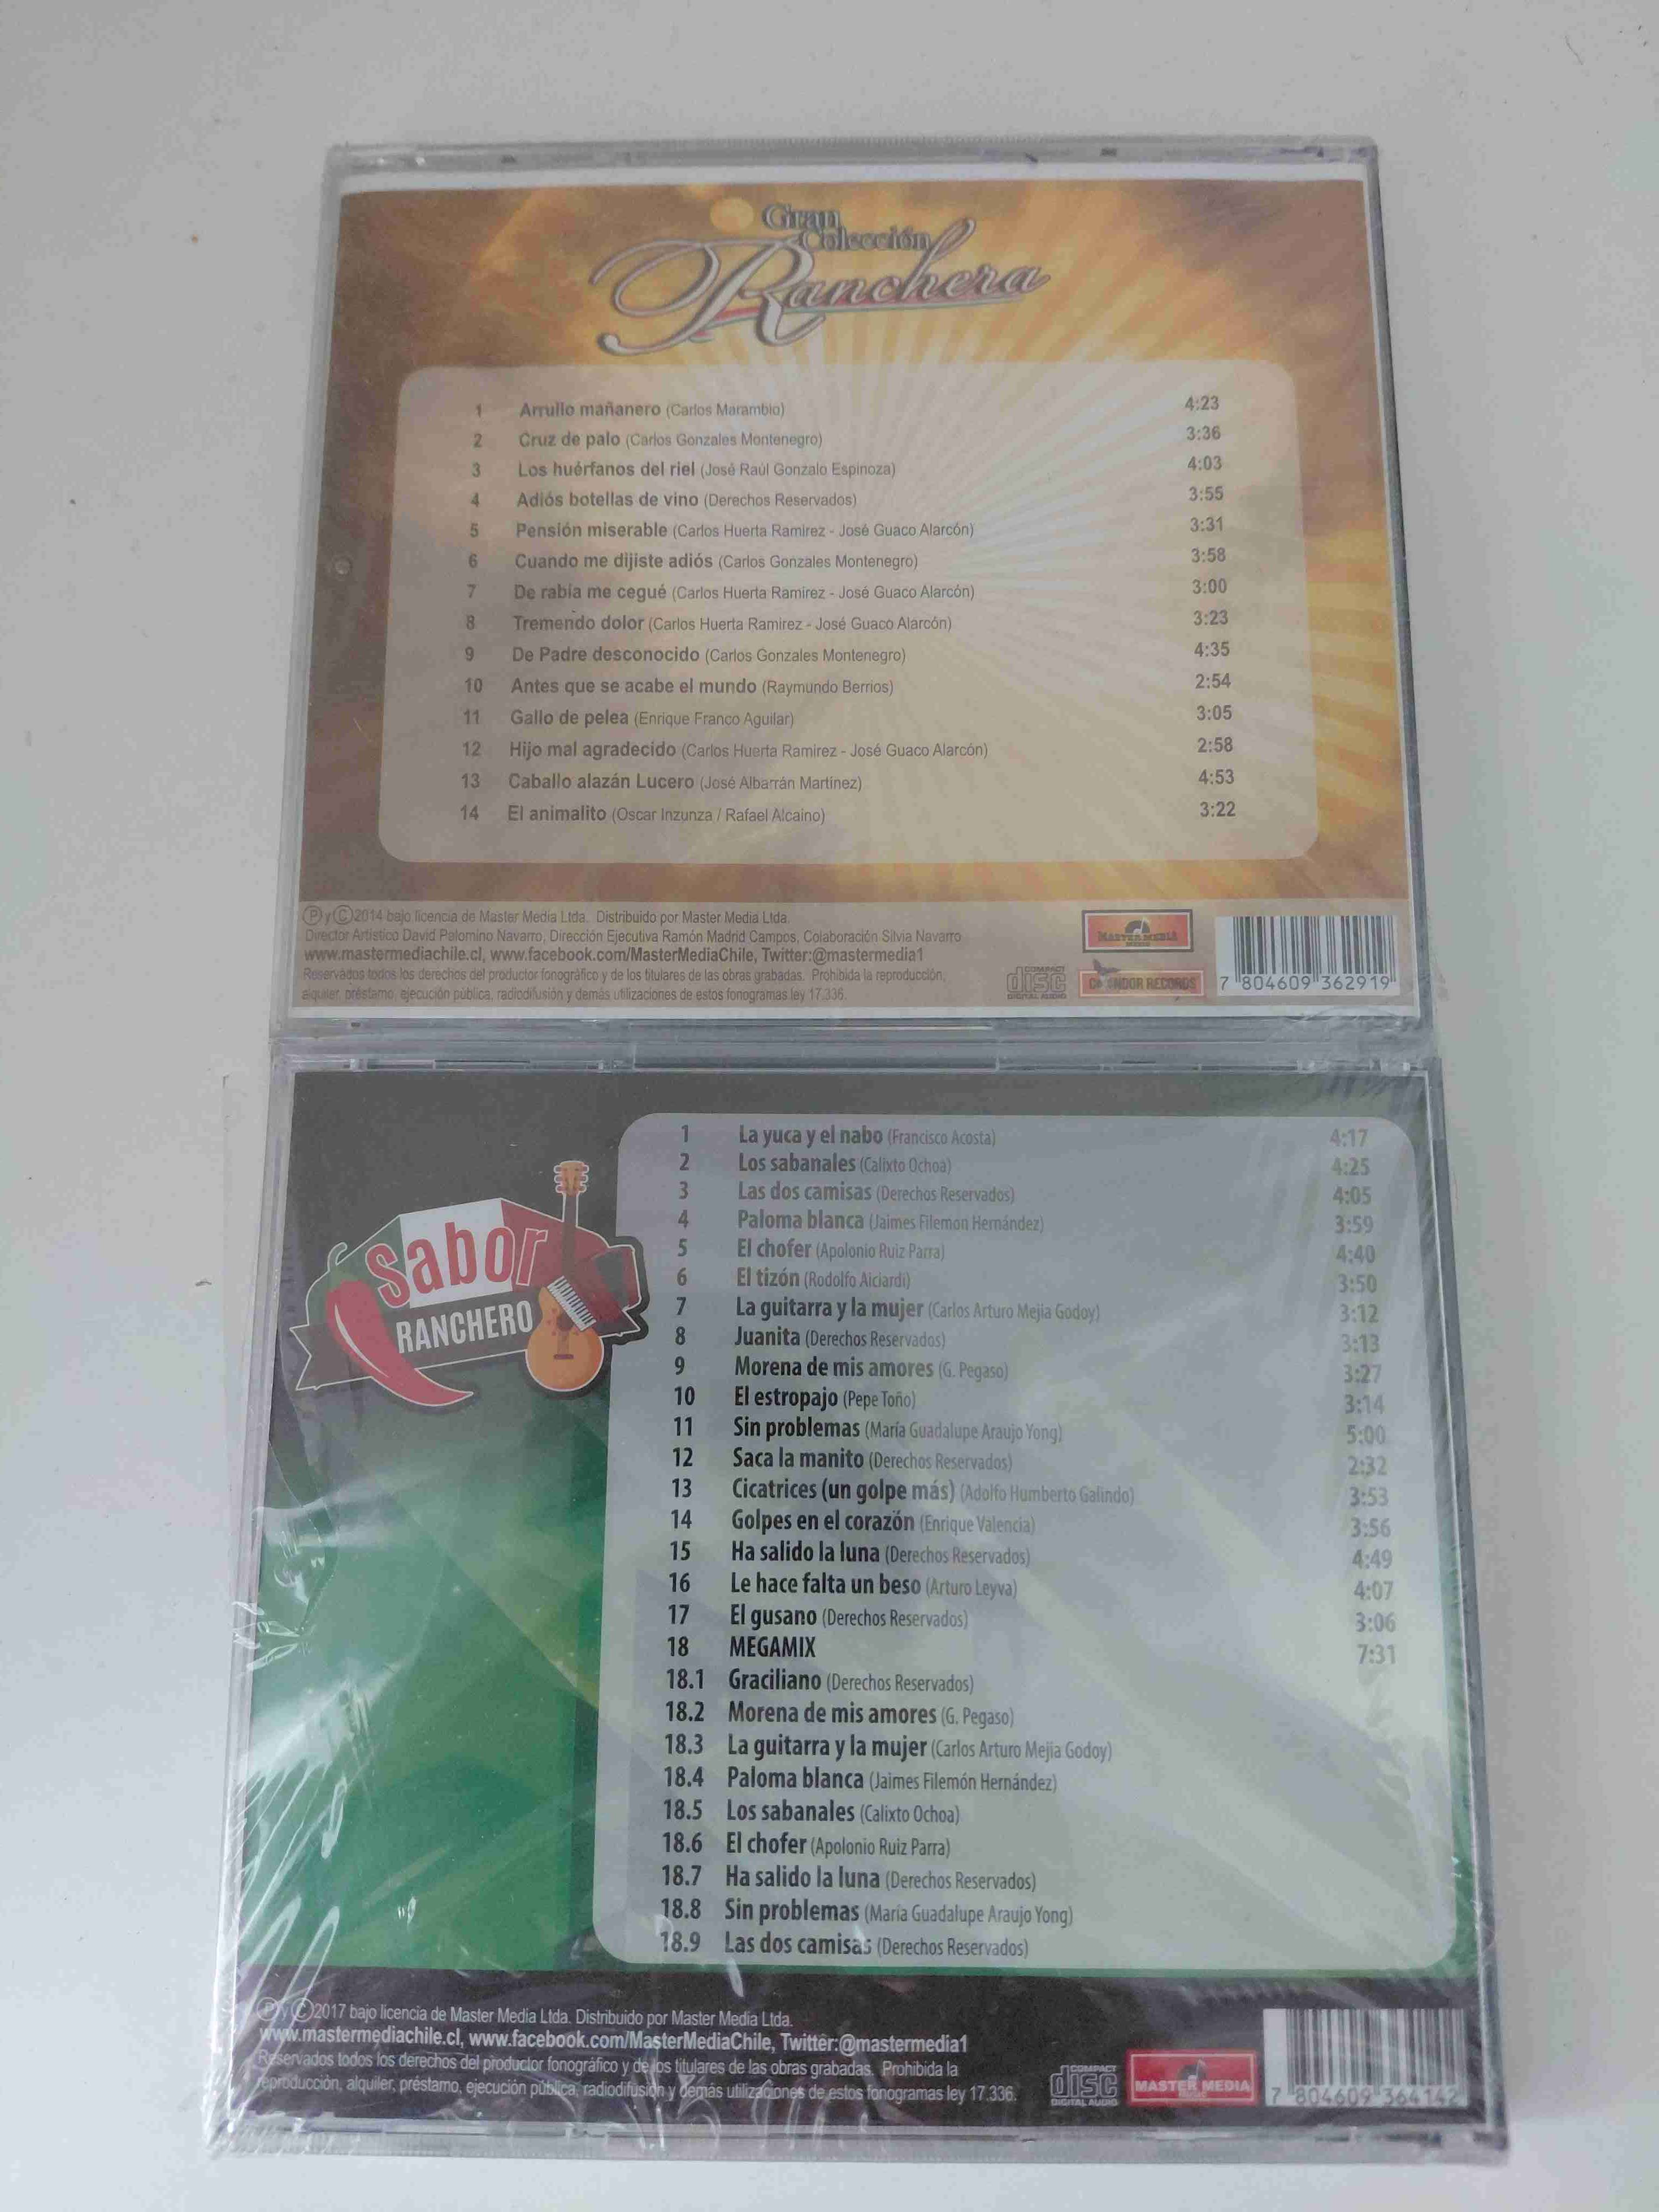 Gran
Colección
Ranchera
1 Arrullo mañanero (Carlos Marambio) 4:23
2 Cruz de palo (Carlos Gonzales Montenegro) 3:36
3 Los huérfanos del riel (José Raúl Gonzalo Espinoza) 4:03
4 Adiós botellas de vino (Derechos Reservados) 3:55
5 Pensión miserable (Carlos Huerta Ramirez - José Guaco Alarcón) 3:31
6 Cuando me dijiste adiós (Carlos Gonzales Montenegro) 3:58
7 De rabia me cegué (Carlos Huerta Ramirez - José Guaco Alarcón) 3:00
8 Tremendo dolor (Carlos Huerta Ramirez - José Guaco Alarcón) 3:23
9 De Padre desconocido (Carlos Gonzales Montenegro) 4:35
10 Antes que se acabe el mundo (Raymundo Berrios) 2:54
11 Gallo de pelea (Enrique Franco Aguilar) 3:05
12 Hijo mal agradecido (Carlos Huerta Ramirez - José Guaco Alarcón) 2:58
13 Caballo alazán Lucero (José Albarrán Martinez) 4:53
14 El animalito (Oscar Inzunza / Rafael Alcaino) 3:22
Ⓟ y Ⓒ 2014 bajo licencia de Master Media Ltda. Distribuido por Master Media Ltda.
Director Artístico David Palomino Navarro, Dirección Ejecutiva Ramón Madrid Campos, Colaboración Silvia Navarro
www.mastermediachile.cl, www.facebook.com/MasterMediaChile, Twitter:@mastermedia1
Reservados todos los derechos del productor fonográfico y de los titulares de las obras grabadas. Prohibida la reproducción,
alquiler, préstamo, ejecución pública, radiodifusión y demás utilizaciones de estos fonogramas ley 17.336.
COMPACT
disc
DIGITAL AUDIO
MASTER MEDIA
MUSIC
CONDOR RECORDS
7 804609 362919
sabor
RANCHERO
1 La yuca y el nabo (Francisco Acosta) 4:17
2 Los sabanales (Calixto Ochoa) 4:25
3 Las dos camisas (Derechos Reservados) 4:05
4 Paloma blanca (Jaimes Filemón Hernández) 3:59
5 El chofer (Apolonio Ruiz Parra) 4:40
6 El tizón (Rodolfo Aiciardi) 3:50
7 La guitarra y la mujer (Carlos Arturo Mejia Godoy) 3:12
8 Juanita (Derechos Reservados) 3:13
9 Morena de mis amores (G. Pegaso) 3:27
10 El estropajo (Pepe Toño) 3:14
11 Sin problemas (María Guadalupe Araujo Yong) 5:00
12 Saca la manito (Derechos Reservados) 2:32
13 Cicatrices (un golpe más) (Adolfo Humberto Galindo) 3:53
14 Golpes en el corazón (Enrique Valencia) 3:56
15 Ha salido la luna (Derechos Reservados) 4:49
16 Le hace falta un beso (Arturo Leyva) 4:07
17 El gusano (Derechos Reservados) 3:06
18 MEGAMIX 7:31
18.1 Graciliano (Derechos Reservados)
18.2 Morena de mis amores (G. Pegaso)
18.3 La guitarra y la mujer (Carlos Arturo Mejia Godoy)
18.4 Paloma blanca (Jaimes Filemón Hernández)
18.5 Los sabanales (Calixto Ochoa)
18.6 El chofer (Apolonio Ruiz Parra)
18.7 Ha salido la luna (Derechos Reservados)
18.8 Sin problemas (María Guadalupe Araujo Yong)
18.9 Las dos camisas (Derechos Reservados)
Ⓟ y Ⓒ 2017 bajo licencia de Master Media Ltda. Distribuido por Master Media Ltda.
www.mastermediachile.cl, www.facebook.com/MasterMediaChile, Twitter:@mastermedia1
Reservados todos los derechos del productor fonográfico y de los titulares de las obras grabadas. Prohibida la
reproducción, alquiler, préstamo, ejecución pública, radiodifusión y demás utilizaciones de estos fonogramas ley 17.336.
COMPACT
disc
DIGITAL AUDIO
MASTER MEDIA
7 804609 364142